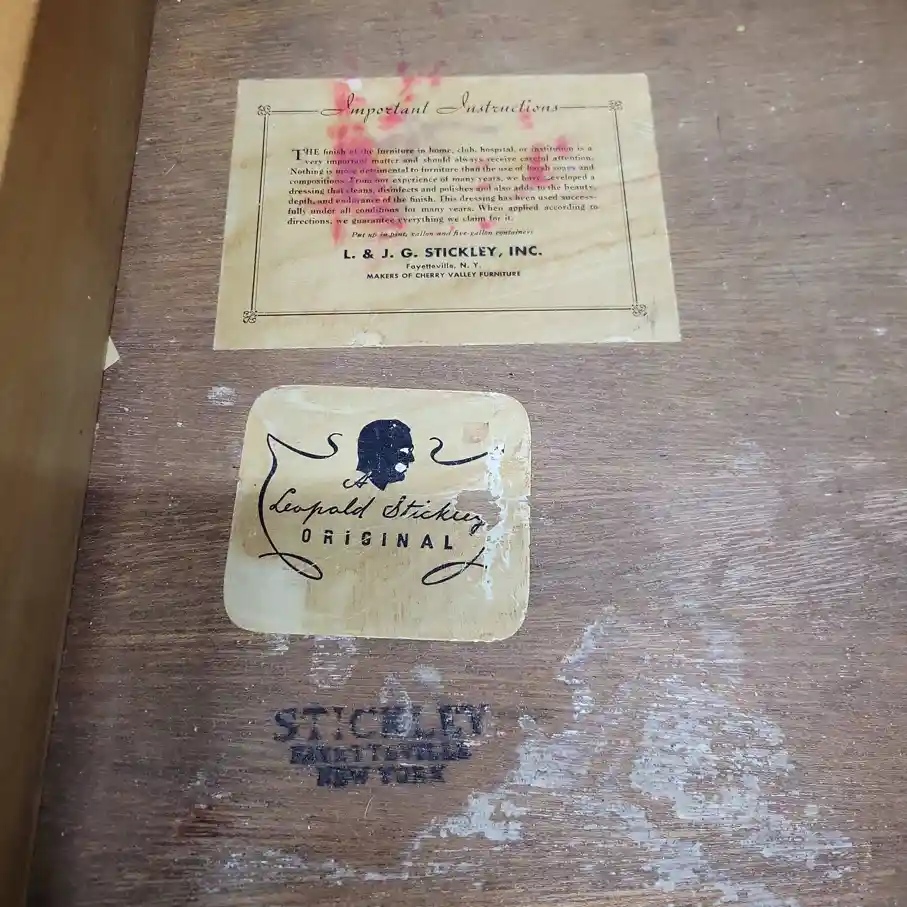 Important Instructions
THE finish of the furniture in home, club, hospital, or institution is a
very important matter and should always receive careful attention.
Nothing is more detrimental to furniture than the use of harsh soaps and
compositions. From our experience of many years, we have developed a
dressing that cleans, disinfects and polishes and also adds to the beauty,
depth, and endurance of the finish. This dressing has been used success-
fully under all conditions for many years. When applied according to
directions, we guarantee everything we claim for it.
Put up in pint, gallon and five gallon containers
L. & J. G. STICKLEY, INC.
Fayetteville, N. Y.
MAKERS OF CHERRY VALLEY FURNITURE
A
Leopold Stickley
ORIGINAL
STICKLEY
FAYETTEVILLE
NEW YORK